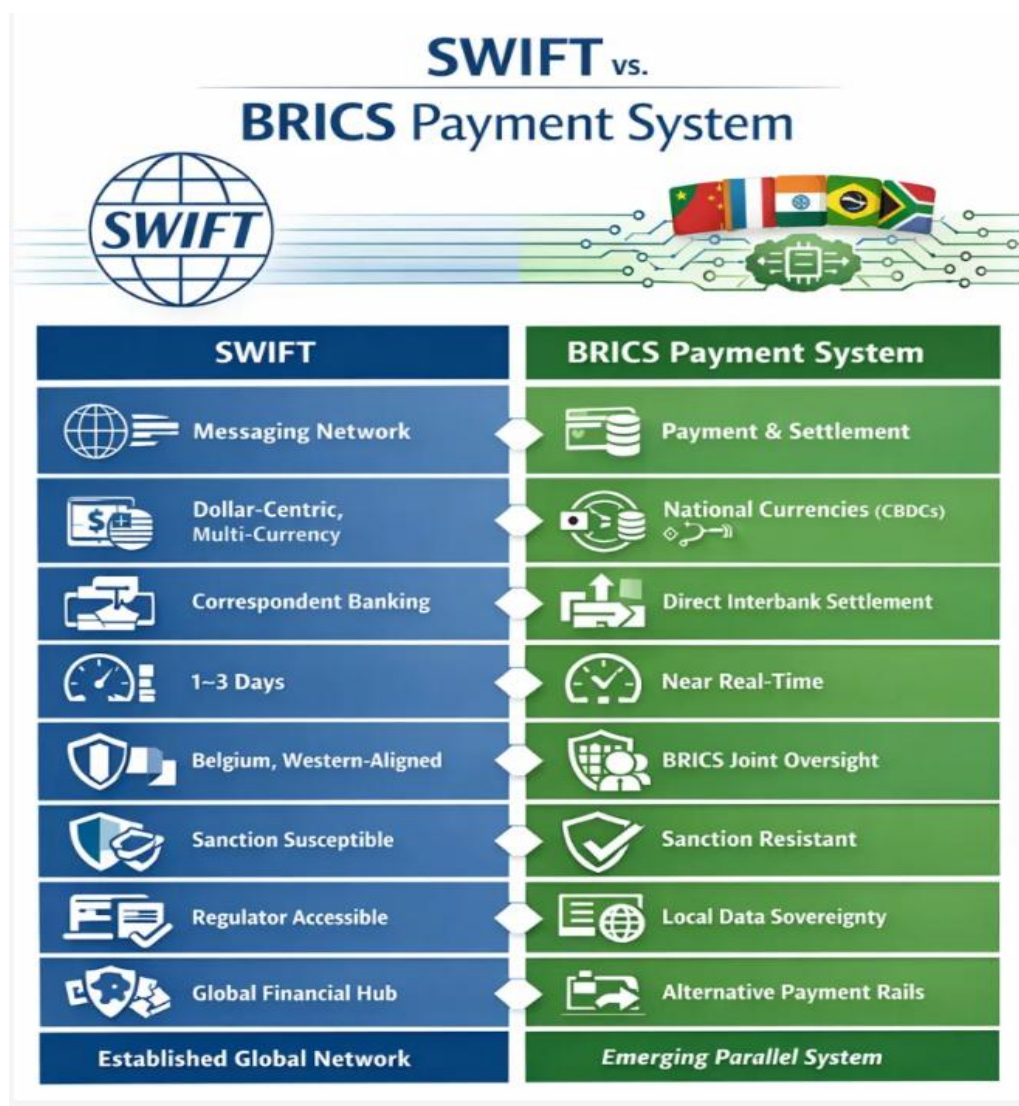 SWIFT vs.
BRICS Payment System
SWIFT
SWIFT
BRICS Payment System
Messaging Network
Payment & Settlement
Dollar-Centric,
Multi-Currency
National Currencies (CBDCs)
Correspondent Banking
Direct Interbank Settlement
1~3 Days
Near Real-Time
Belgium, Western-Aligned
BRICS Joint Oversight
Sanction Susceptible
Sanction Resistant
Regulator Accessible
Local Data Sovereignty
Global Financial Hub
Alternative Payment Rails
Established Global Network
Emerging Parallel System